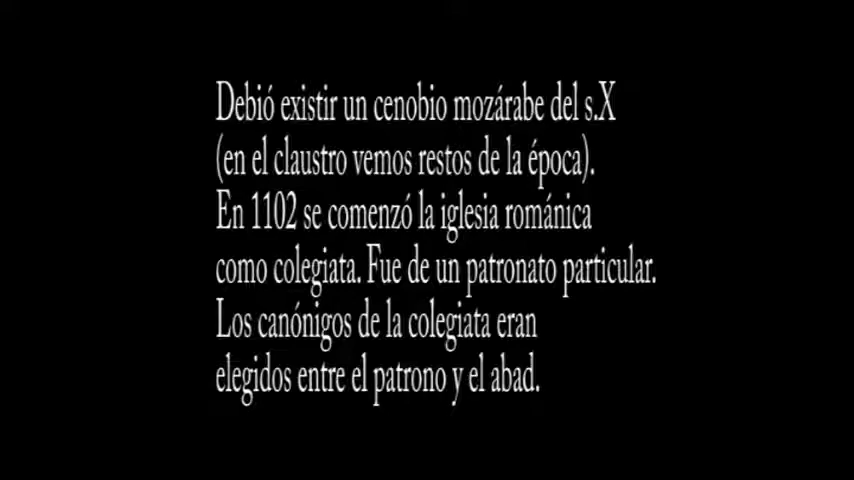 Debió existir un cenobio mozárabe del s.X
(en el claustro vemos restos de la época).
En 1102 se comenzó la iglesia románica
como colegiata. Fue de un patronato particular.
Los canónigos de la colegiata eran
elegidos entre el patrono y el abad.